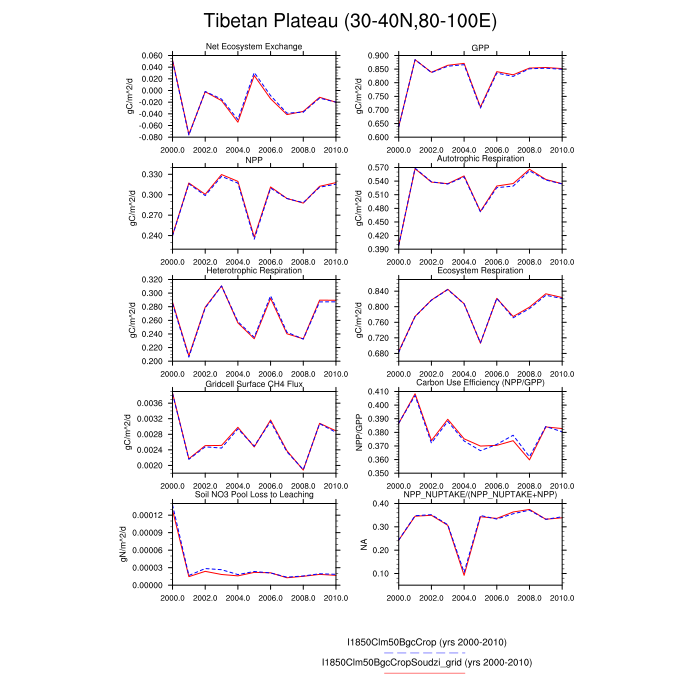 Tibetan Plateau (30-40N,80-100E)
Net Ecosystem Exchange
gC/m^2/d
0.060
0.040
0.020
0.000
-0.020
-0.040
-0.060
-0.080
2000.0 2002.0 2004.0 2006.0 2008.0 2010.0
GPP
gC/m^2/d
0.900
0.850
0.800
0.750
0.700
0.650
0.600
2000.0 2002.0 2004.0 2006.0 2008.0 2010.0
NPP
gC/m^2/d
0.330
0.300
0.270
0.240
2000.0 2002.0 2004.0 2006.0 2008.0 2010.0
Autotrophic Respiration
gC/m^2/d
0.570
0.540
0.510
0.480
0.450
0.420
0.390
2000.0 2002.0 2004.0 2006.0 2008.0 2010.0
Heterotrophic Respiration
gC/m^2/d
0.320
0.300
0.280
0.260
0.240
0.220
0.200
2000.0 2002.0 2004.0 2006.0 2008.0 2010.0
Ecosystem Respiration
gC/m^2/d
0.840
0.800
0.760
0.720
0.680
2000.0 2002.0 2004.0 2006.0 2008.0 2010.0
Gridcell Surface CH4 Flux
gC/m^2/d
0.0036
0.0032
0.0028
0.0024
0.0020
2000.0 2002.0 2004.0 2006.0 2008.0 2010.0
Carbon Use Efficiency (NPP/GPP)
NPP/GPP
0.410
0.400
0.390
0.380
0.370
0.360
0.350
2000.0 2002.0 2004.0 2006.0 2008.0 2010.0
Soil NO3 Pool Loss to Leaching
gN/m^2/d
0.00012
0.00009
0.00006
0.00003
0.00000
2000.0 2002.0 2004.0 2006.0 2008.0 2010.0
NPP_NUPTAKE/(NPP_NUPTAKE+NPP)
NA
0.40
0.30
0.20
0.10
2000.0 2002.0 2004.0 2006.0 2008.0 2010.0
I1850Clm50BgcCrop (yrs 2000-2010)
I1850Clm50BgcCropSoudzi_grid (yrs 2000-2010)